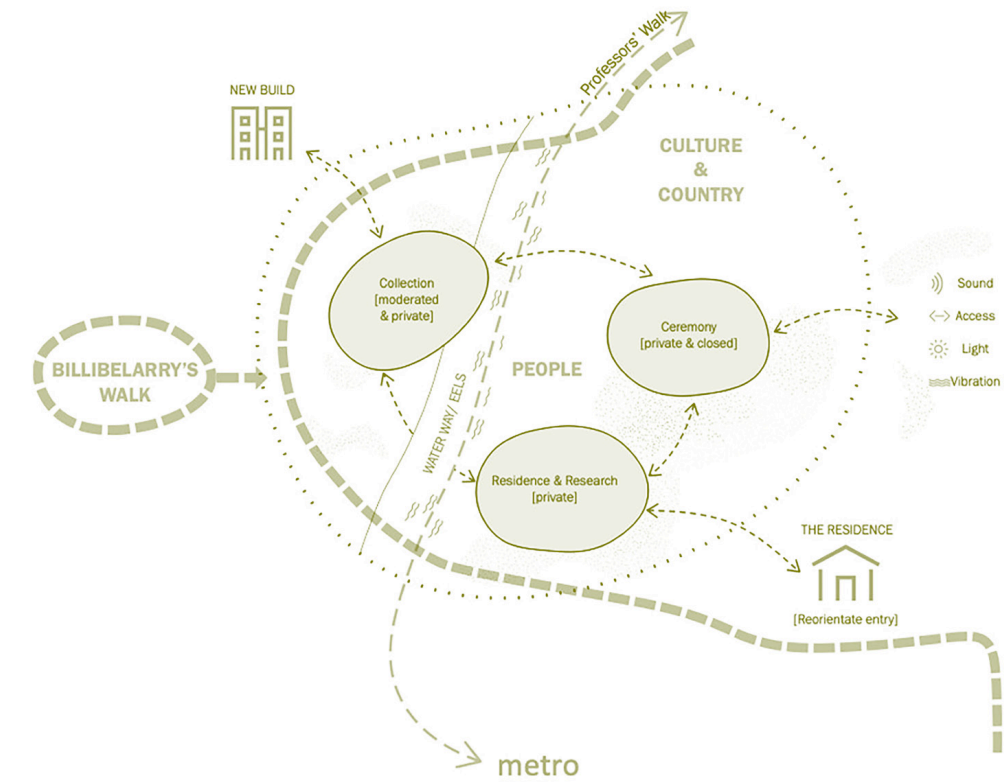 Professors' Walk
NEW BUILD
CULTURE
&
COUNTRY
Collection
[moderated
& private]
Ceremony
[private & closed]
Sound
Access
Light
Vibration
BILLIBELARRY'S
WALK
PEOPLE
WATER WAY/ EELS
Residence & Research
[private]
THE RESIDENCE
[Reorientate entry]
metro